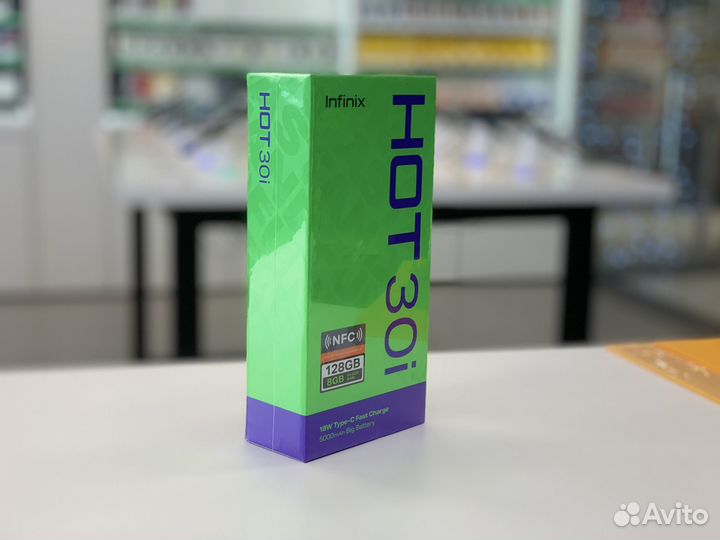 HOT 30i
Infinix
HOT 30i
NFC
128GB
8GB
18W Type-C Fast Charge
5000mAh Big Battery
Avito